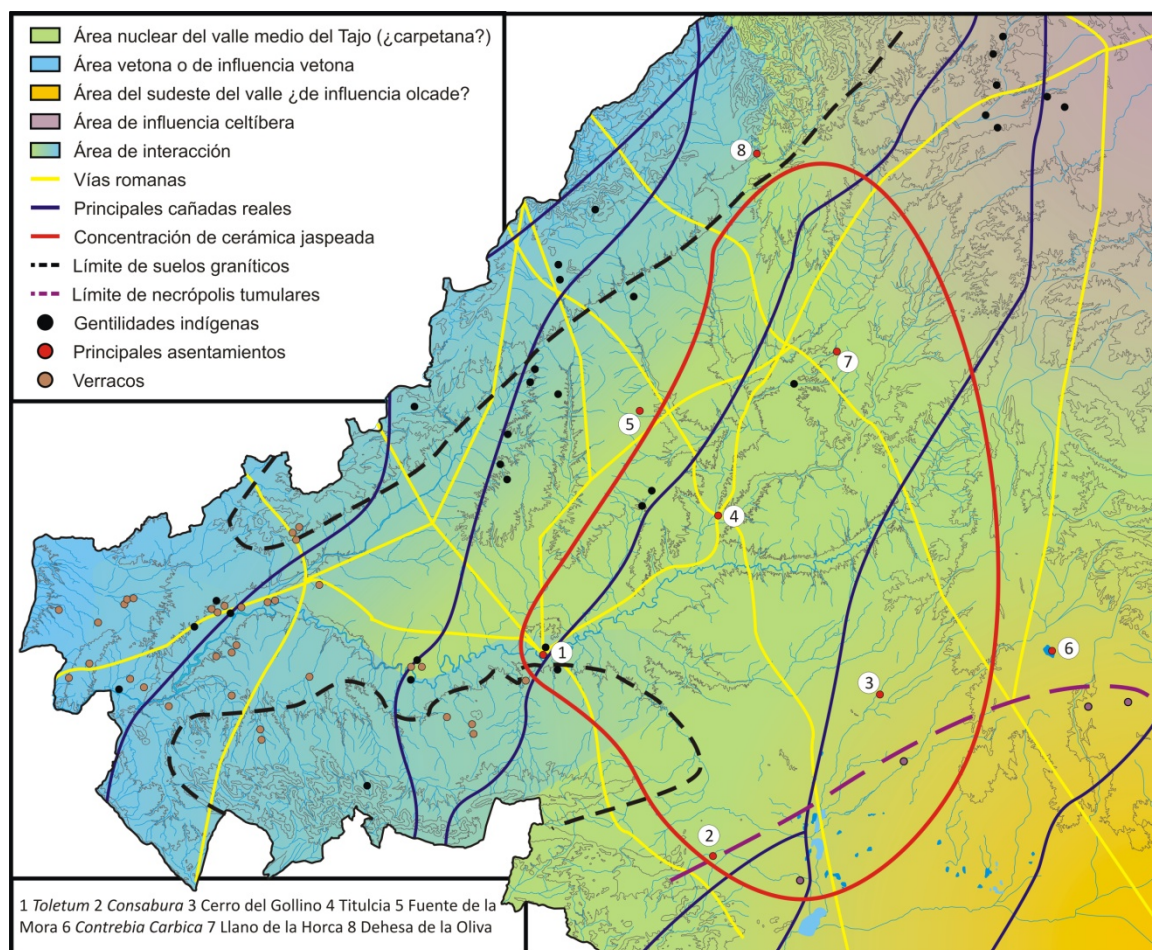 Área nuclear del valle medio del Tajo (¿carpetana?)
Área vetona o de influencia vetona
Área del sudeste del valle ¿de influencia olcade?
Área de influencia celtíbera
Área de interacción
Vías romanas
Principales cañadas reales
Concentración de cerámica jaspeada
Límite de suelos graníticos
Límite de necrópolis tumulares
Gentilidades indígenas
Principales asentamientos
Verracos
8
7
5
4
1
6
3
2
1 Toletum 2 Consabura 3 Cerro del Gollino 4 Titulcia 5 Fuente de la
Mora 6 Contrebia Carbica 7 Llano de la Horca 8 Dehesa de la Oliva